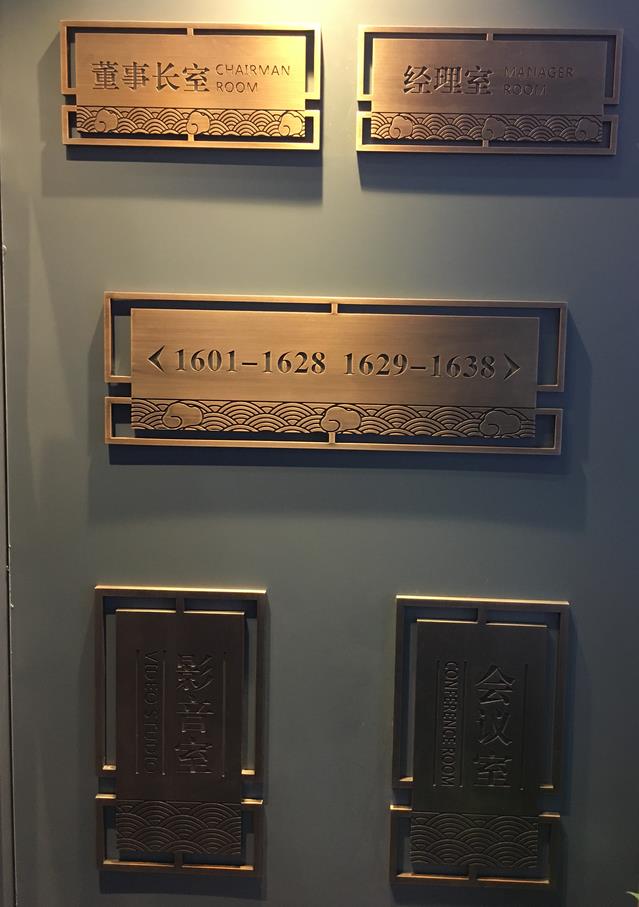 董事长室 CHAIRMAN
ROOM
经理室 MANAGER
ROOM
<1601-1628 1629-1638>
影音室
VIDEO STUDIO
会议室
CONFERENCE ROOM